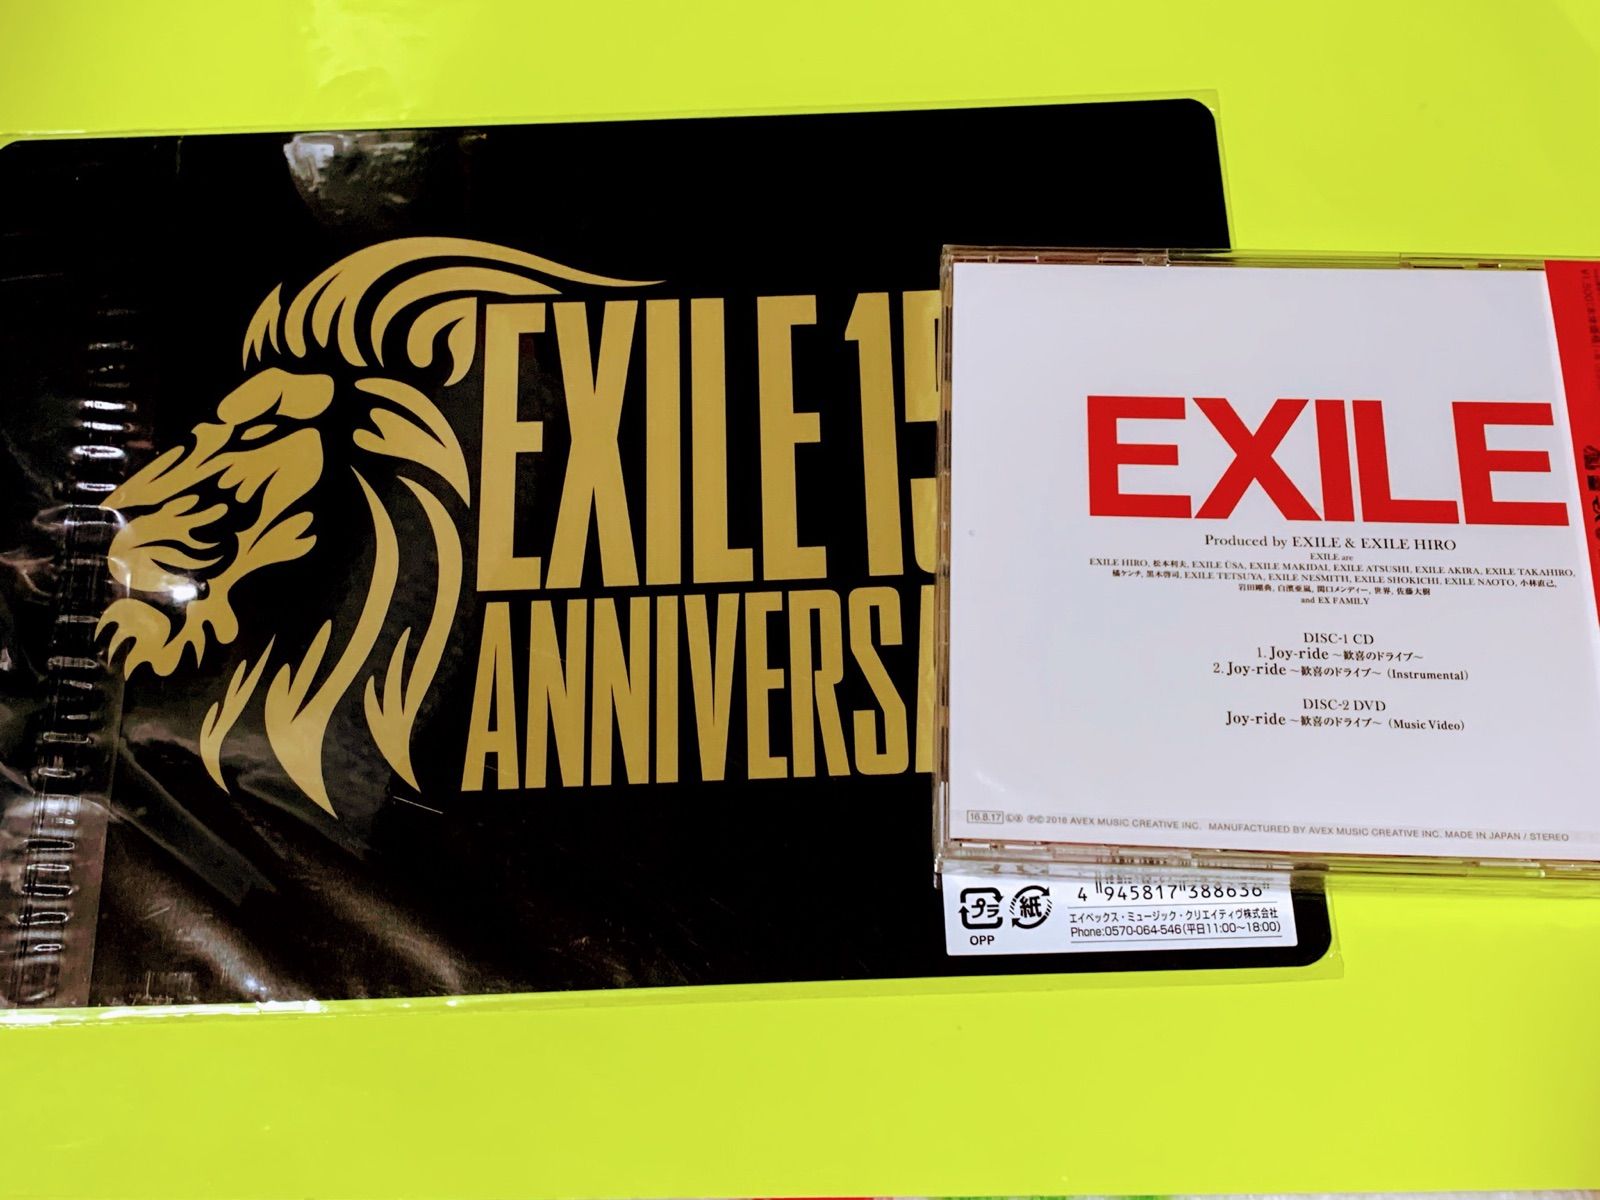 EXILE 15
ANNIVERSA
EXILE
Produced by EXILE & EXILE HIRO
EXILE are
EXILE HIRO, 松本利夫, EXILE ÜSA, EXILE MAKIDAI, EXILE ATSUSHI, EXILE AKIRA, EXILE TAKAHIRO,
橘ケンチ, 黒木啓司, EXILE TETSUYA, EXILE NESMITH, EXILE SHOKICHI, EXILE NAOTO, 小林直己,
岩田剛典, 白濱亜嵐, 関口メンディー, 世界, 佐藤大樹
and EX FAMILY
DISC-1 CD
1. Joy-ride 〜歓喜のドライブ〜
2. Joy-ride 〜歓喜のドライブ〜 (Instrumental)
DISC-2 DVD
Joy-ride 〜歓喜のドライブ〜 (Music Video)
16.8.17 Ⓛ Ⓧ ℗© 2016 AVEX MUSIC CREATIVE INC. MANUFACTURED BY AVEX MUSIC CREATIVE INC. MADE IN JAPAN / STEREO
プラ 紙
OPP
4 945817 388636
エイベックス・ミュージック・クリエイティヴ株式会社
Phone:0570-064-546(平日11:00〜18:00)